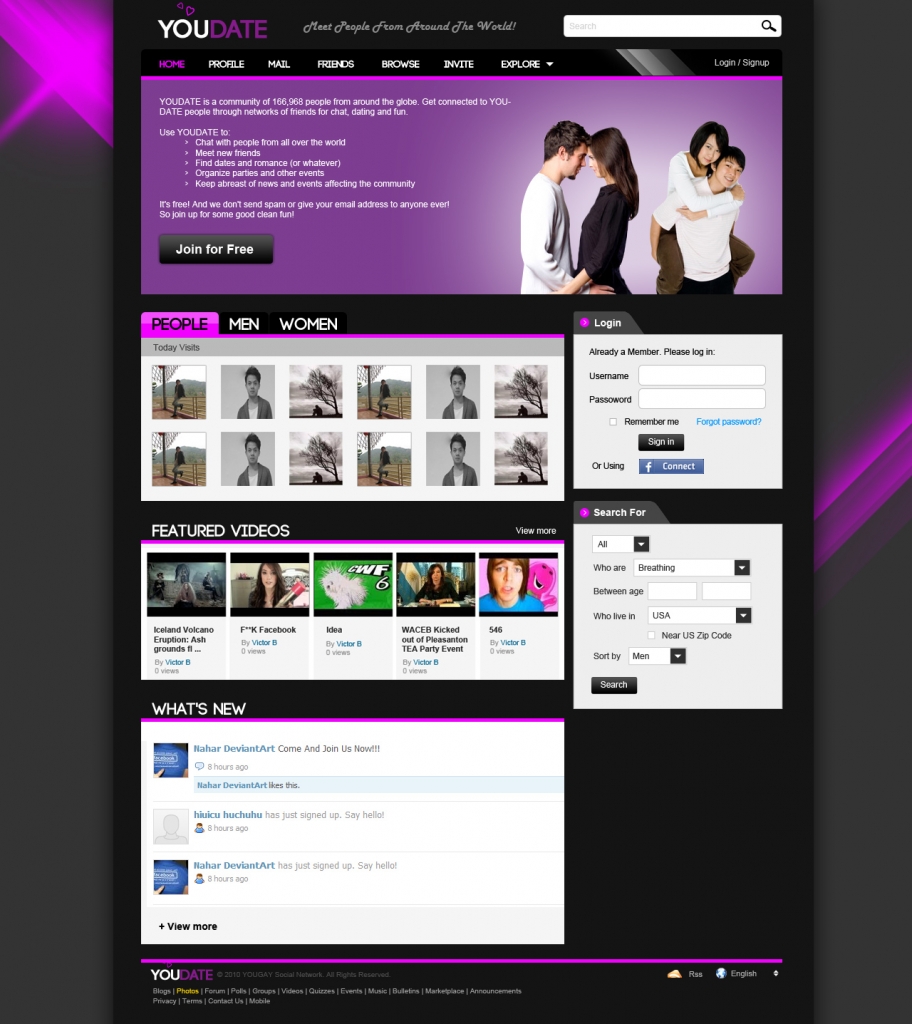 YOUDATE
Meet People From Around The World!
Search
HOME PROFILE MAIL FRIENDS BROWSE INVITE EXPLORE
Login / Signup
YOUDATE is a community of 166,968 people from around the globe. Get connected to YOU-
DATE people through networks of friends for chat, dating and fun.
Use YOUDATE to:
> Chat with people from all over the world
> Meet new friends
> Find dates and romance (or whatever)
> Organize parties and other events
> Keep abreast of news and events affecting the community
It's free! And we don't send spam or give your email address to anyone ever!
So join up for some good clean fun!
Join for Free
PEOPLE MEN WOMEN
Today Visits
Login
Already a Member. Please log in:
Username
Passoword
Remember me Forgot password?
Sign in
Or Using f Connect
Search For
All
Who are Breathing
Between age
Who live in USA
Near US Zip Code
Sort by Men
Search
FEATURED VIDEOS
View more
GWF
6
Iceland Volcano
Eruption: Ash
grounds fl ...
By Victor B
0 views
F**K Facebook
By Victor B
0 views
Idea
By Victor B
0 views
WACEB Kicked
out of Pleasanton
TEA Party Event
By Victor B
0 views
546
By Victor B
0 views
WHAT'S NEW
Nahar DeviantArt Come And Join Us Now!!!
8 hours ago
Nahar DeviantArt likes this.
hiuicu huchuhu has just signed up. Say hello!
8 hours ago
Nahar DeviantArt has just signed up. Say hello!
8 hours ago
+ View more
YOUDATE © 2010 YOUGAY Social Network. All Rights Reserved.
Rss English
Blogs | Photos | Forum | Polls | Groups | Videos | Quizzes | Events | Music | Bulletins | Marketplace | Announcements
Privacy | Terms | Contact Us | Mobile